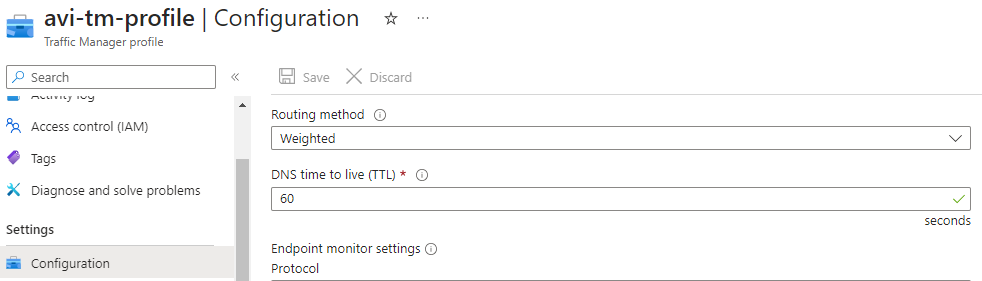 avi-tm-profile | Configuration ☆ ...
Traffic Manager profile
Search «
Activity log
Access control (IAM)
Tags
Diagnose and solve problems
Settings
Configuration
Save Discard
Routing method
Weighted
DNS time to live (TTL) *
60
seconds
Endpoint monitor settings
Protocol